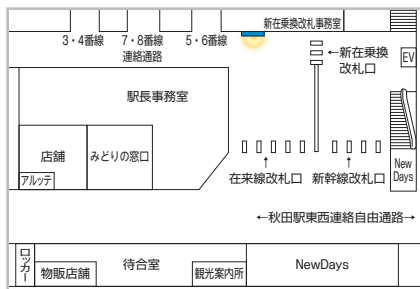 新在乗換改札事務室
3・4番線
7・8番線
5・6番線
連絡通路
←新在乗換
改札口
EV
駅長事務室
店舗
みどりの窓口
アルッテ
在来線改札口
新幹線改札口
New
Days
←秋田駅東西連絡自由通路→
ロッカー
物販店舗
待合室
観光案内所
NewDays